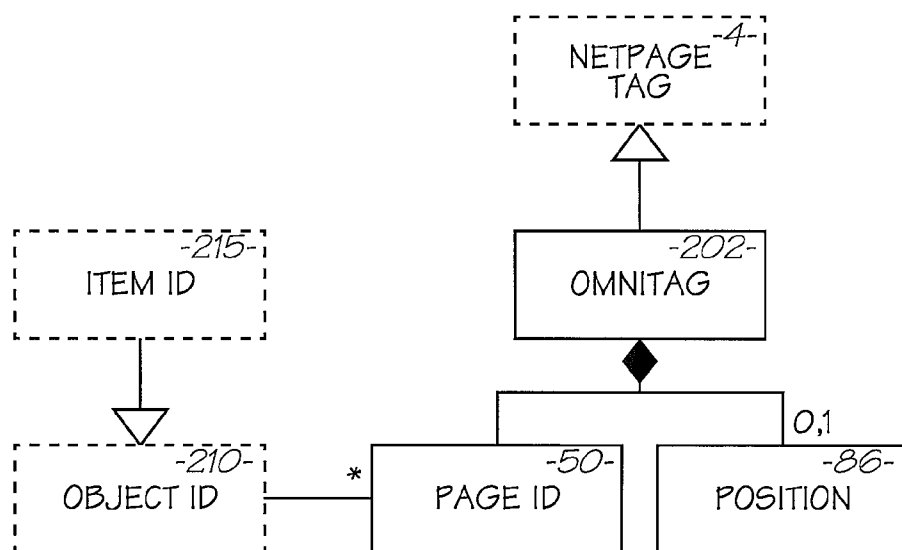 -4-
NETPAGE
TAG
-215-
ITEM ID
-202-
OMNITAG
0,1
-210-
OBJECT ID
*
-50-
PAGE ID
-86-
POSITION